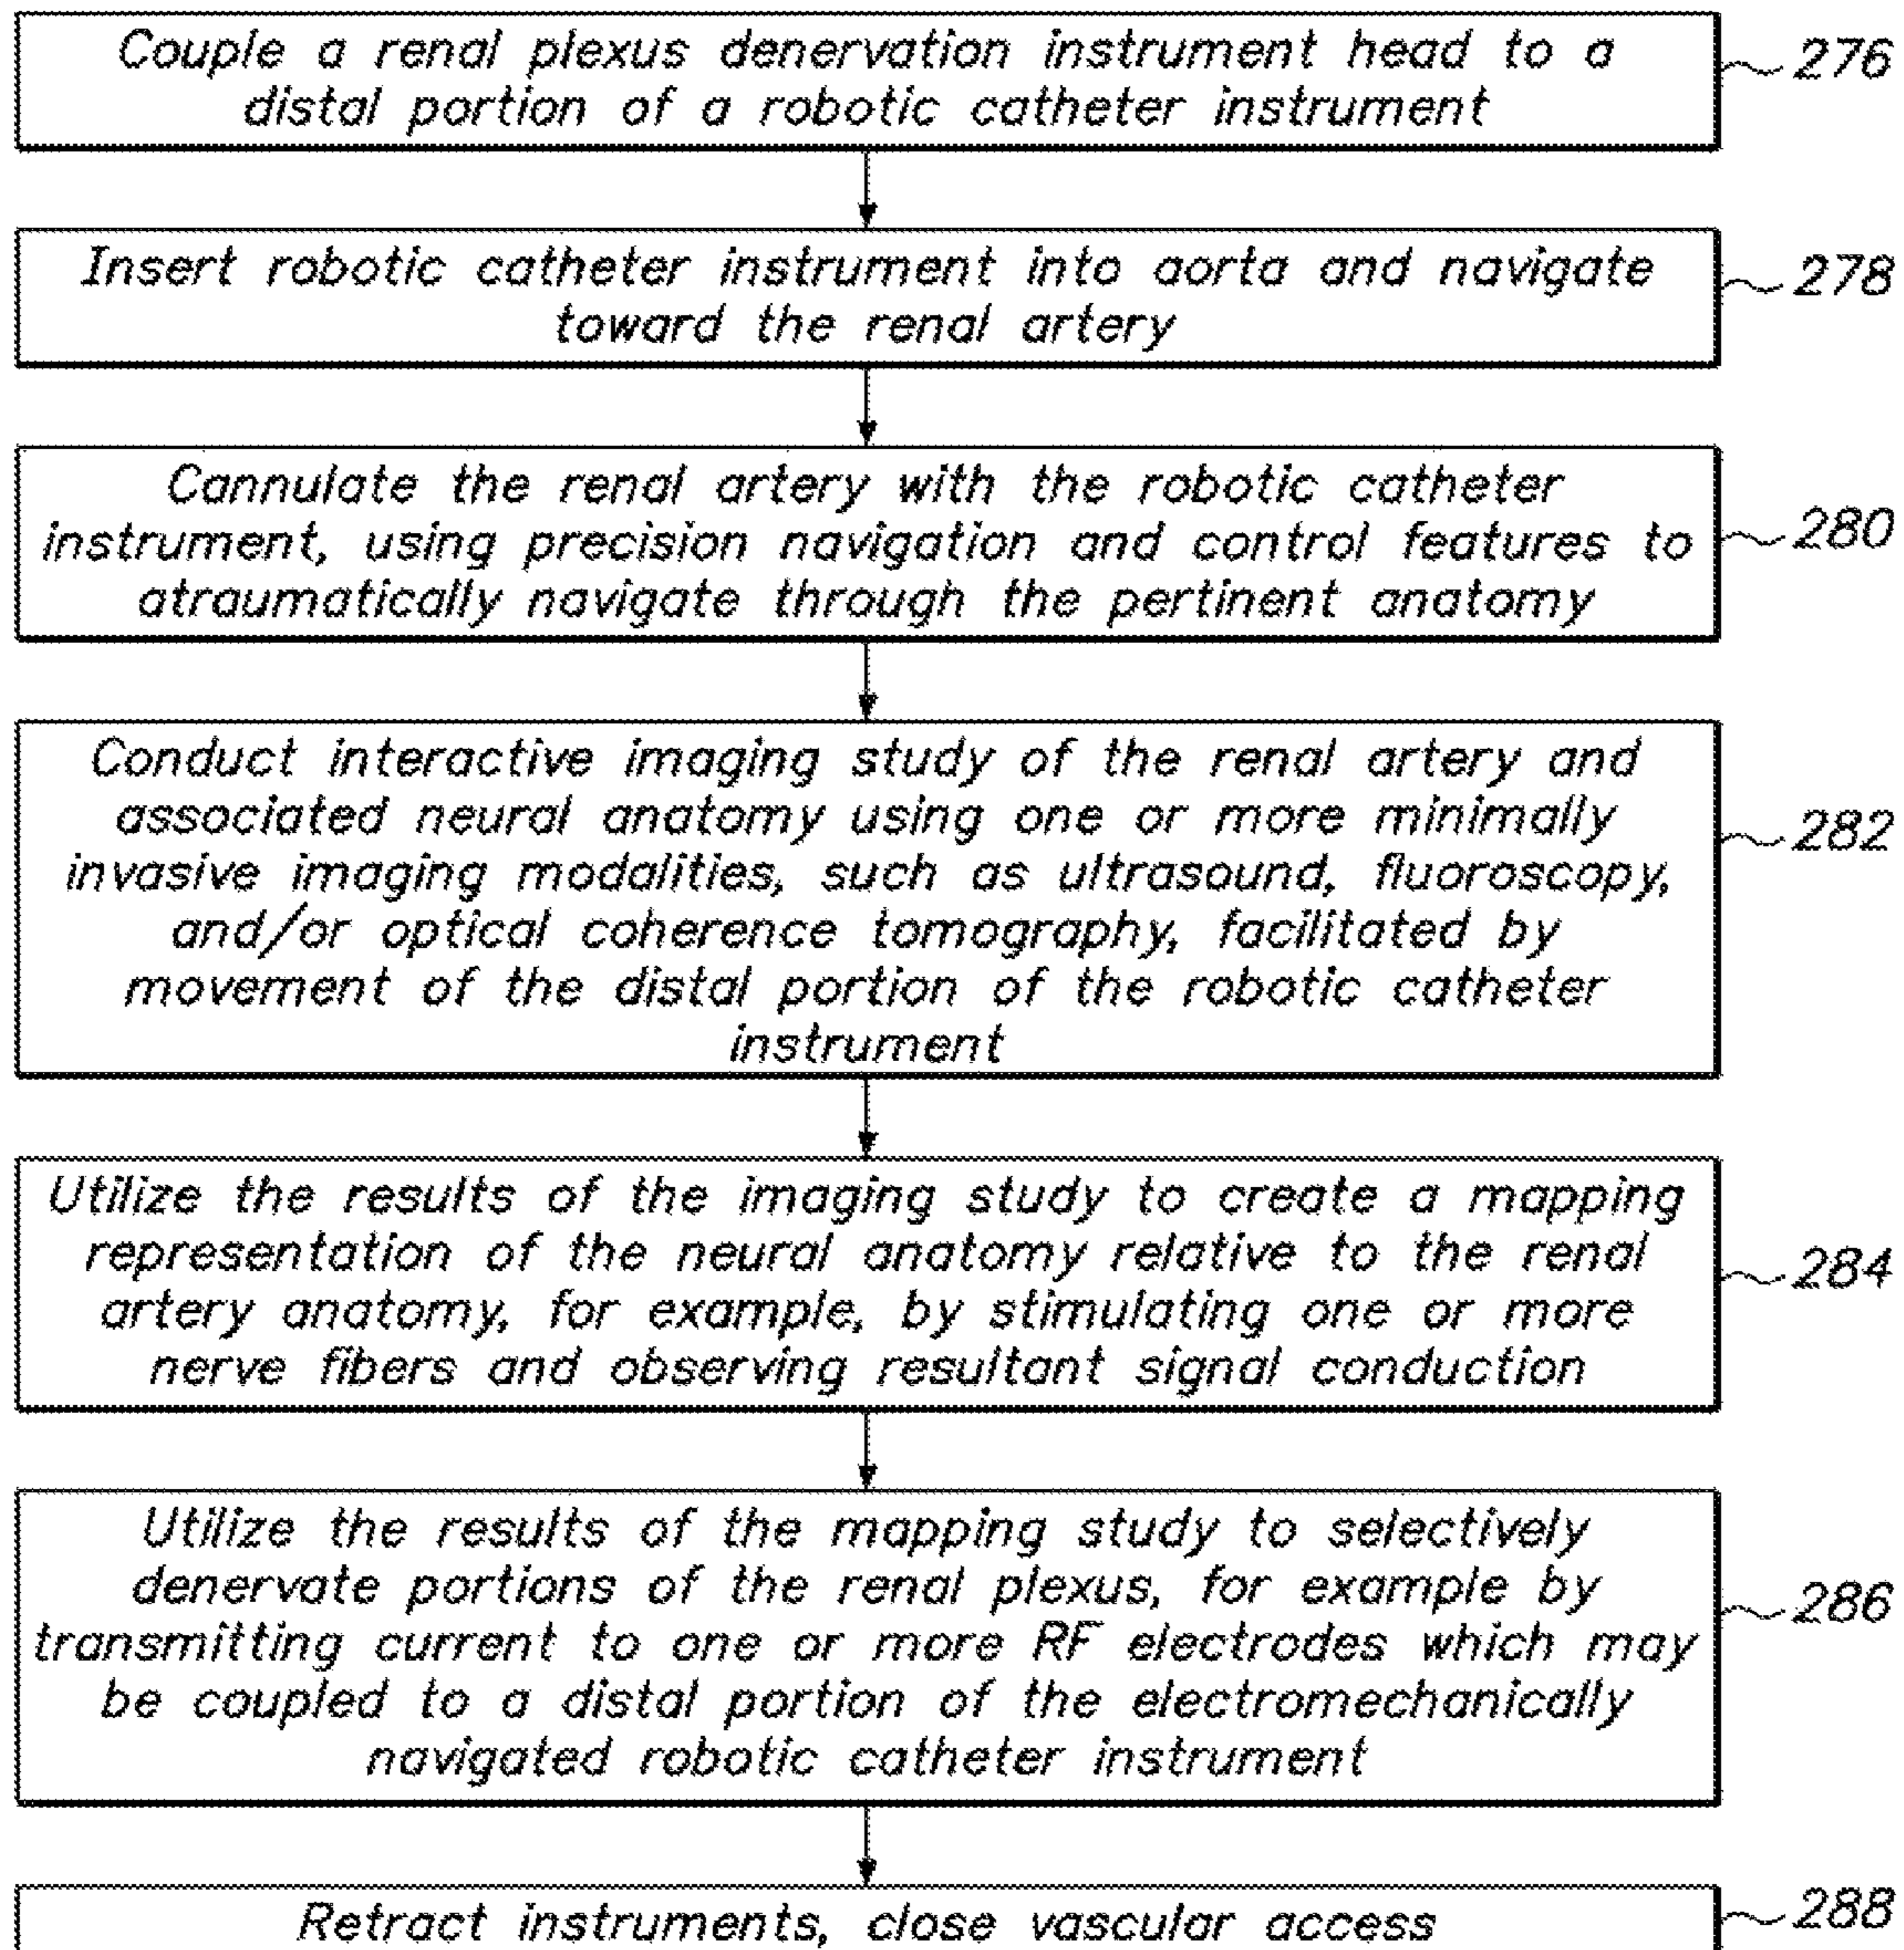 Couple a renal plexus denervation instrument head to a
distal portion of a robotic catheter instrument
276
Insert robotic catheter instrument into aorta and navigate
toward the renal artery
278
Cannulate the renal artery with the robotic catheter
instrument, using precision navigation and control features to
atraumatically navigate through the pertinent anatomy
280
Conduct interactive imaging study of the renal artery and
associated neural anatomy using one or more minimally
invasive imaging modalities, such as ultrasound, fluoroscopy,
and/or optical coherence tomography, facilitated by
movement of the distal portion of the robotic catheter
instrument
282
Utilize the results of the imaging study to create a mapping
representation of the neural anatomy relative to the renal
artery anatomy, for example, by stimulating one or more
nerve fibers and observing resultant signal conduction
284
Utilize the results of the mapping study to selectively
denervate portions of the renal plexus, for example by
transmitting current to one or more RF electrodes which may
be coupled to a distal portion of the electromechanically
navigated robotic catheter instrument
286
Retract instruments, close vascular access
288